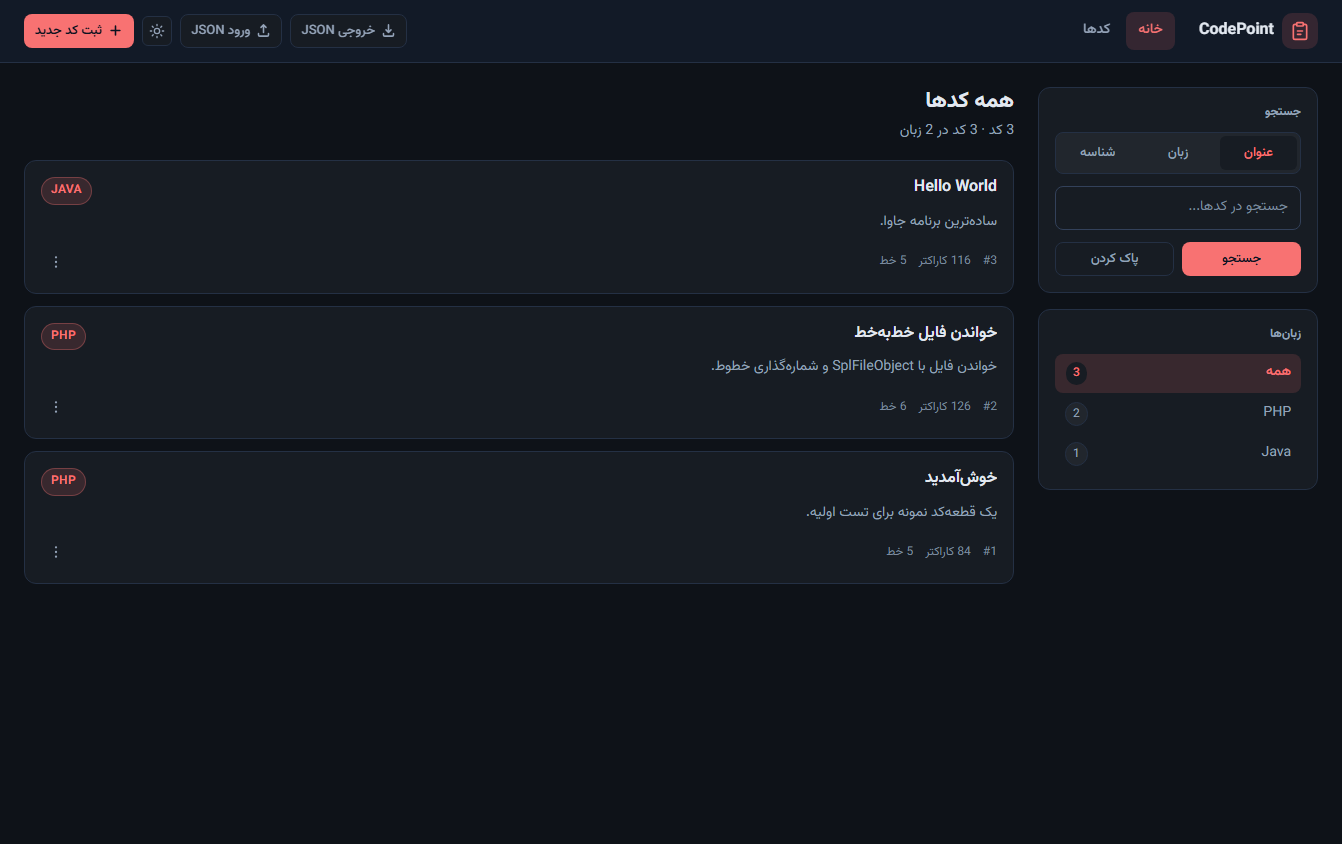 CodePoint
خانه
کدها
خروجی JSON
ورود JSON
ثبت کد جدید
جستجو
عنوان
زبان
شناسه
جستجو در کدها...
جستجو
پاک کردن
زبان‌ها
همه 3
PHP 2
Java 1
همه کدها
3 کد · 3 کد در 2 زبان
Hello World
JAVA
ساده‌ترین برنامه جاوا.
#3 116 کاراکتر 5 خط
خواندن فایل خط‌به‌خط
PHP
خواندن فایل با SplFileObject و شماره‌گذاری خطوط.
#2 126 کاراکتر 6 خط
خوش‌آمدید
PHP
یک قطعه‌کد نمونه برای تست اولیه.
#1 84 کاراکتر 5 خط